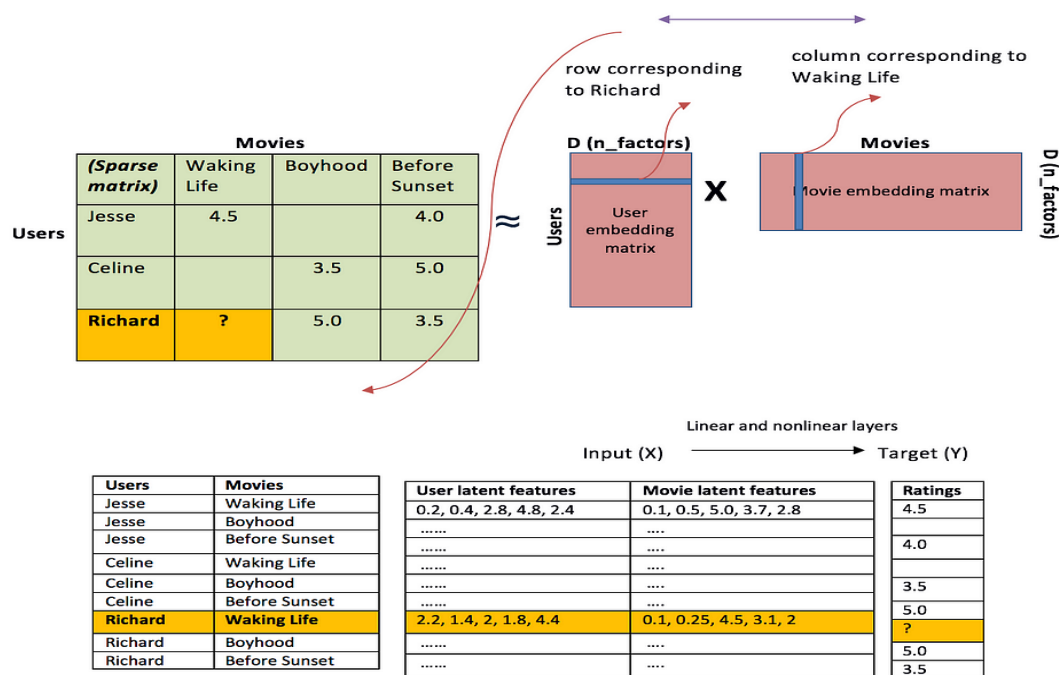 row corresponding
to Richard
column corresponding to
Waking Life
Movies
(Sparse matrix) Waking Life Boyhood Before Sunset
Users
Jesse 4.5 4.0
Celine 3.5 5.0
Richard ? 5.0 3.5
≈
D (n_factors)
Users
User
embedding
matrix
X
Movies
Movie embedding matrix
D (n_factors)
Linear and nonlinear layers
Input (X) Target (Y)
Users Movies
Jesse Waking Life
Jesse Boyhood
Jesse Before Sunset
Celine Waking Life
Celine Boyhood
Celine Before Sunset
Richard Waking Life
Richard Boyhood
Richard Before Sunset
User latent features Movie latent features
0.2, 0.4, 2.8, 4.8, 2.4 0.1, 0.5, 5.0, 3.7, 2.8
...... ....
...... ....
...... ....
...... ....
...... ....
2.2, 1.4, 2, 1.8, 4.4 0.1, 0.25, 4.5, 3.1, 2
...... ....
...... ....
Ratings
4.5
4.0
3.5
5.0
?
5.0
3.5